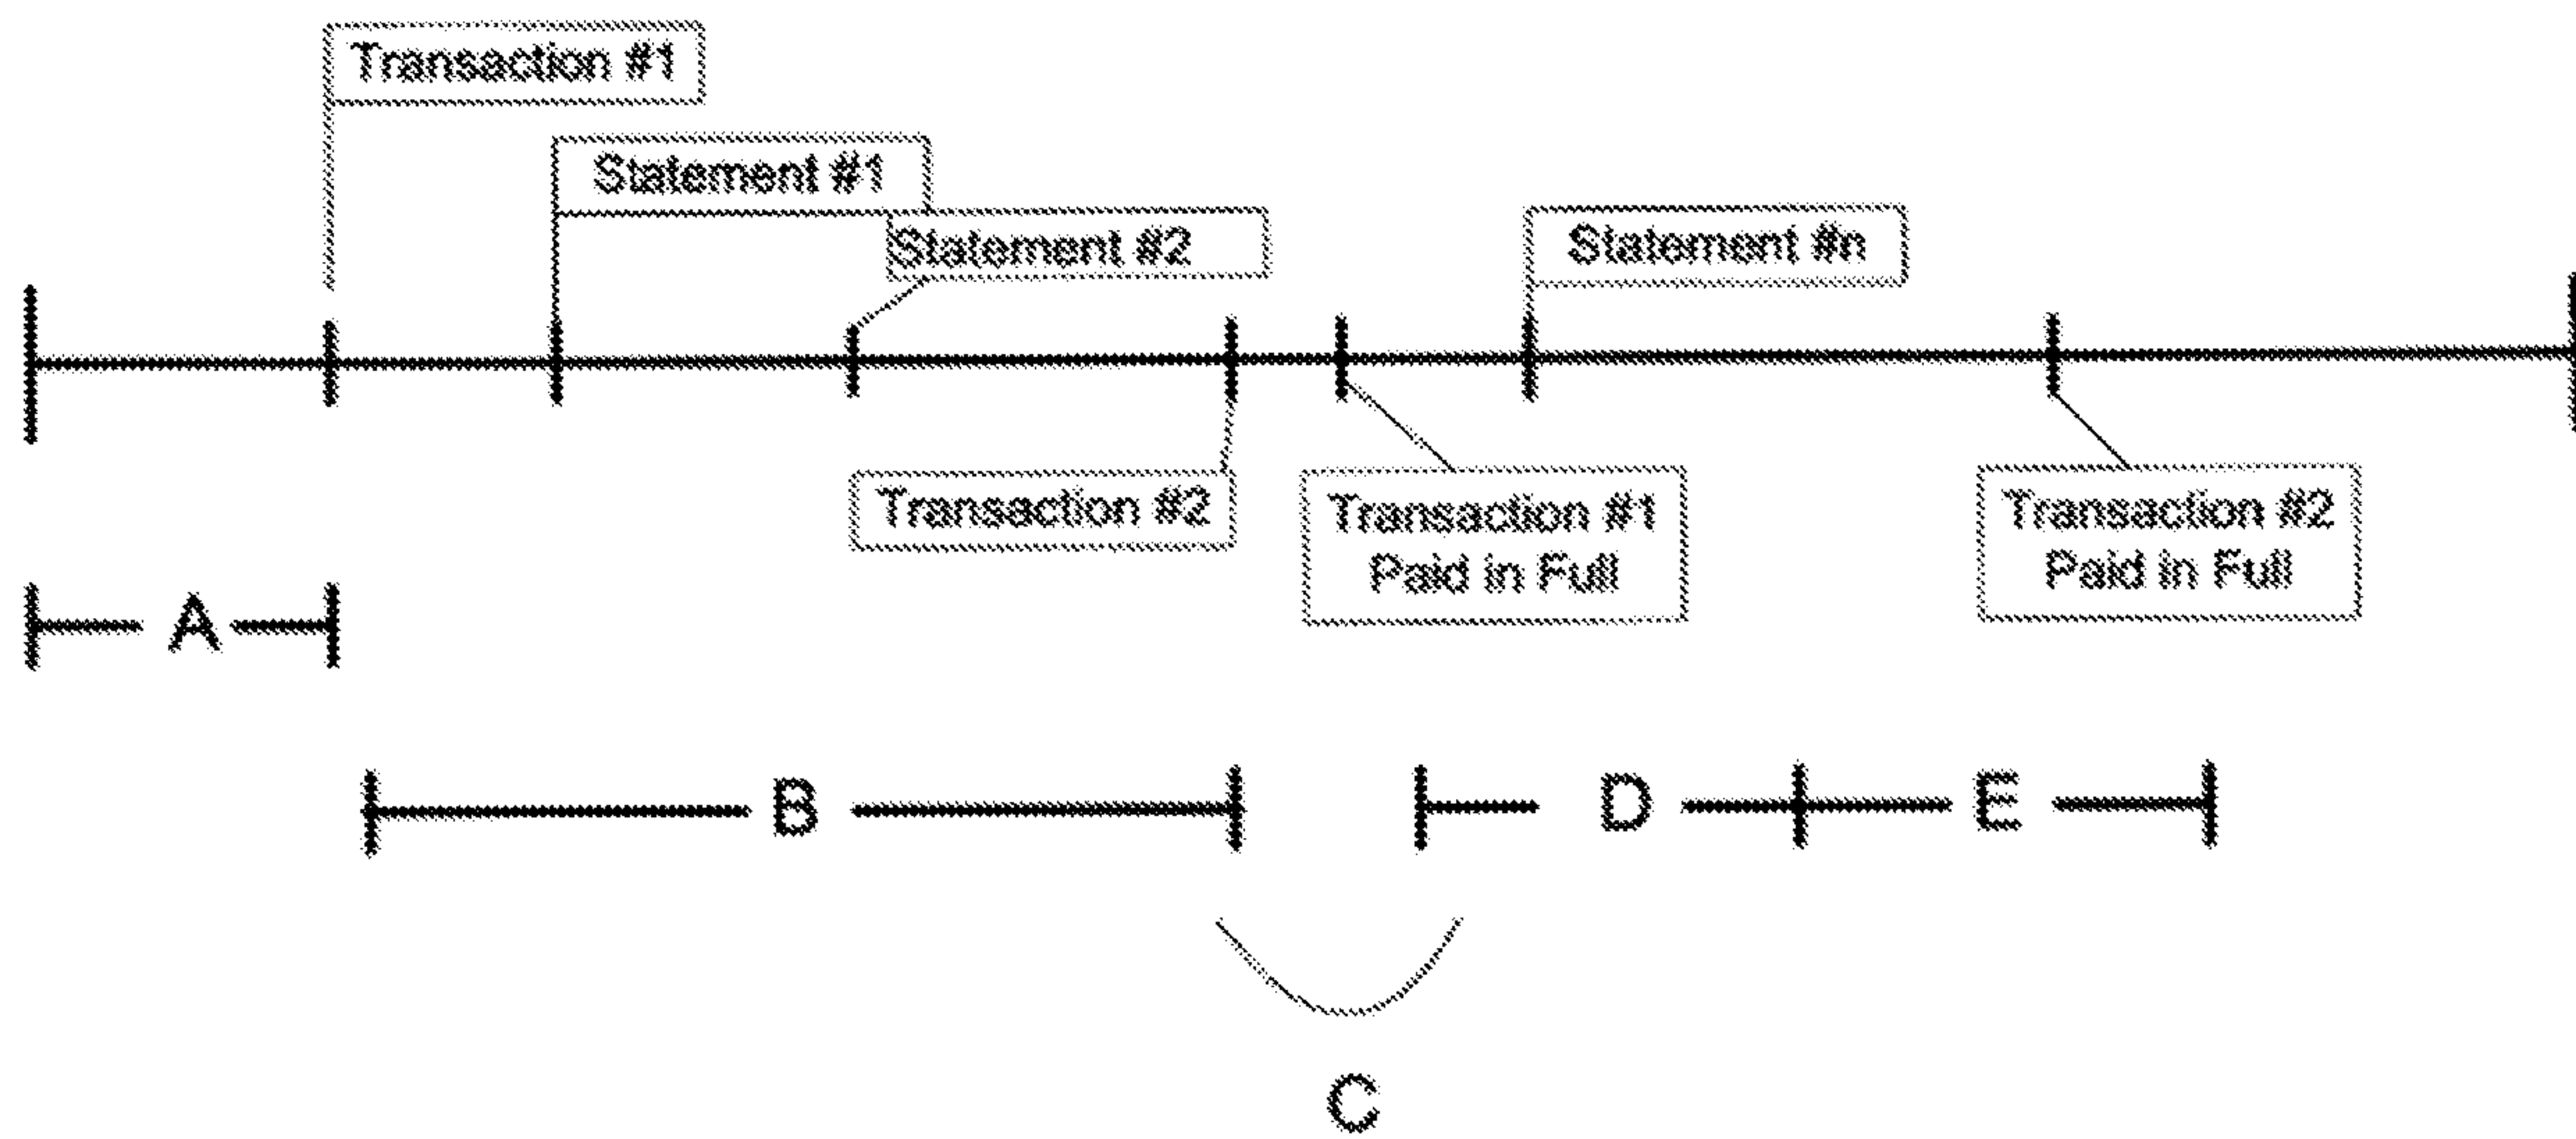 Transaction #1
Statement #1
Statement #2
Statement #n
Transaction #2
Transaction #1
Paid in Full
Transaction #2
Paid in Full
A
B
D
E
C